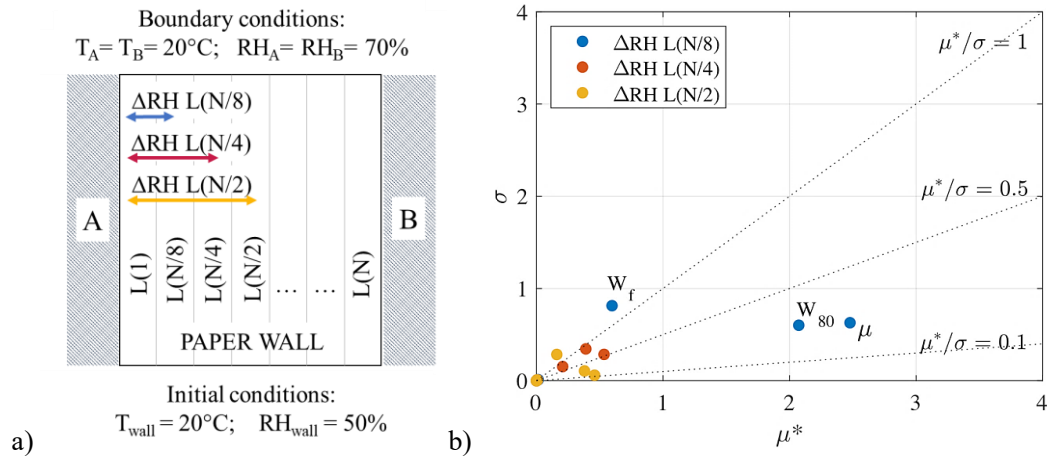 Boundary conditions:
T_A= T_B= 20°C; RH_A= RH_B= 70%
ΔRH L(N/8)
ΔRH L(N/4)
ΔRH L(N/2)
A
B
L(1)
L(N/8)
L(N/4)
L(N/2)
... ...
L(N)
PAPER WALL
Initial conditions:
T_wall = 20°C; RH_wall = 50%
a)
b)
ΔRH L(N/8)
ΔRH L(N/4)
ΔRH L(N/2)
μ*/σ = 1
μ*/σ = 0.5
μ*/σ = 0.1
W_f
W_80
μ
σ
4
3
2
1
0
0
1
2
3
4
μ*